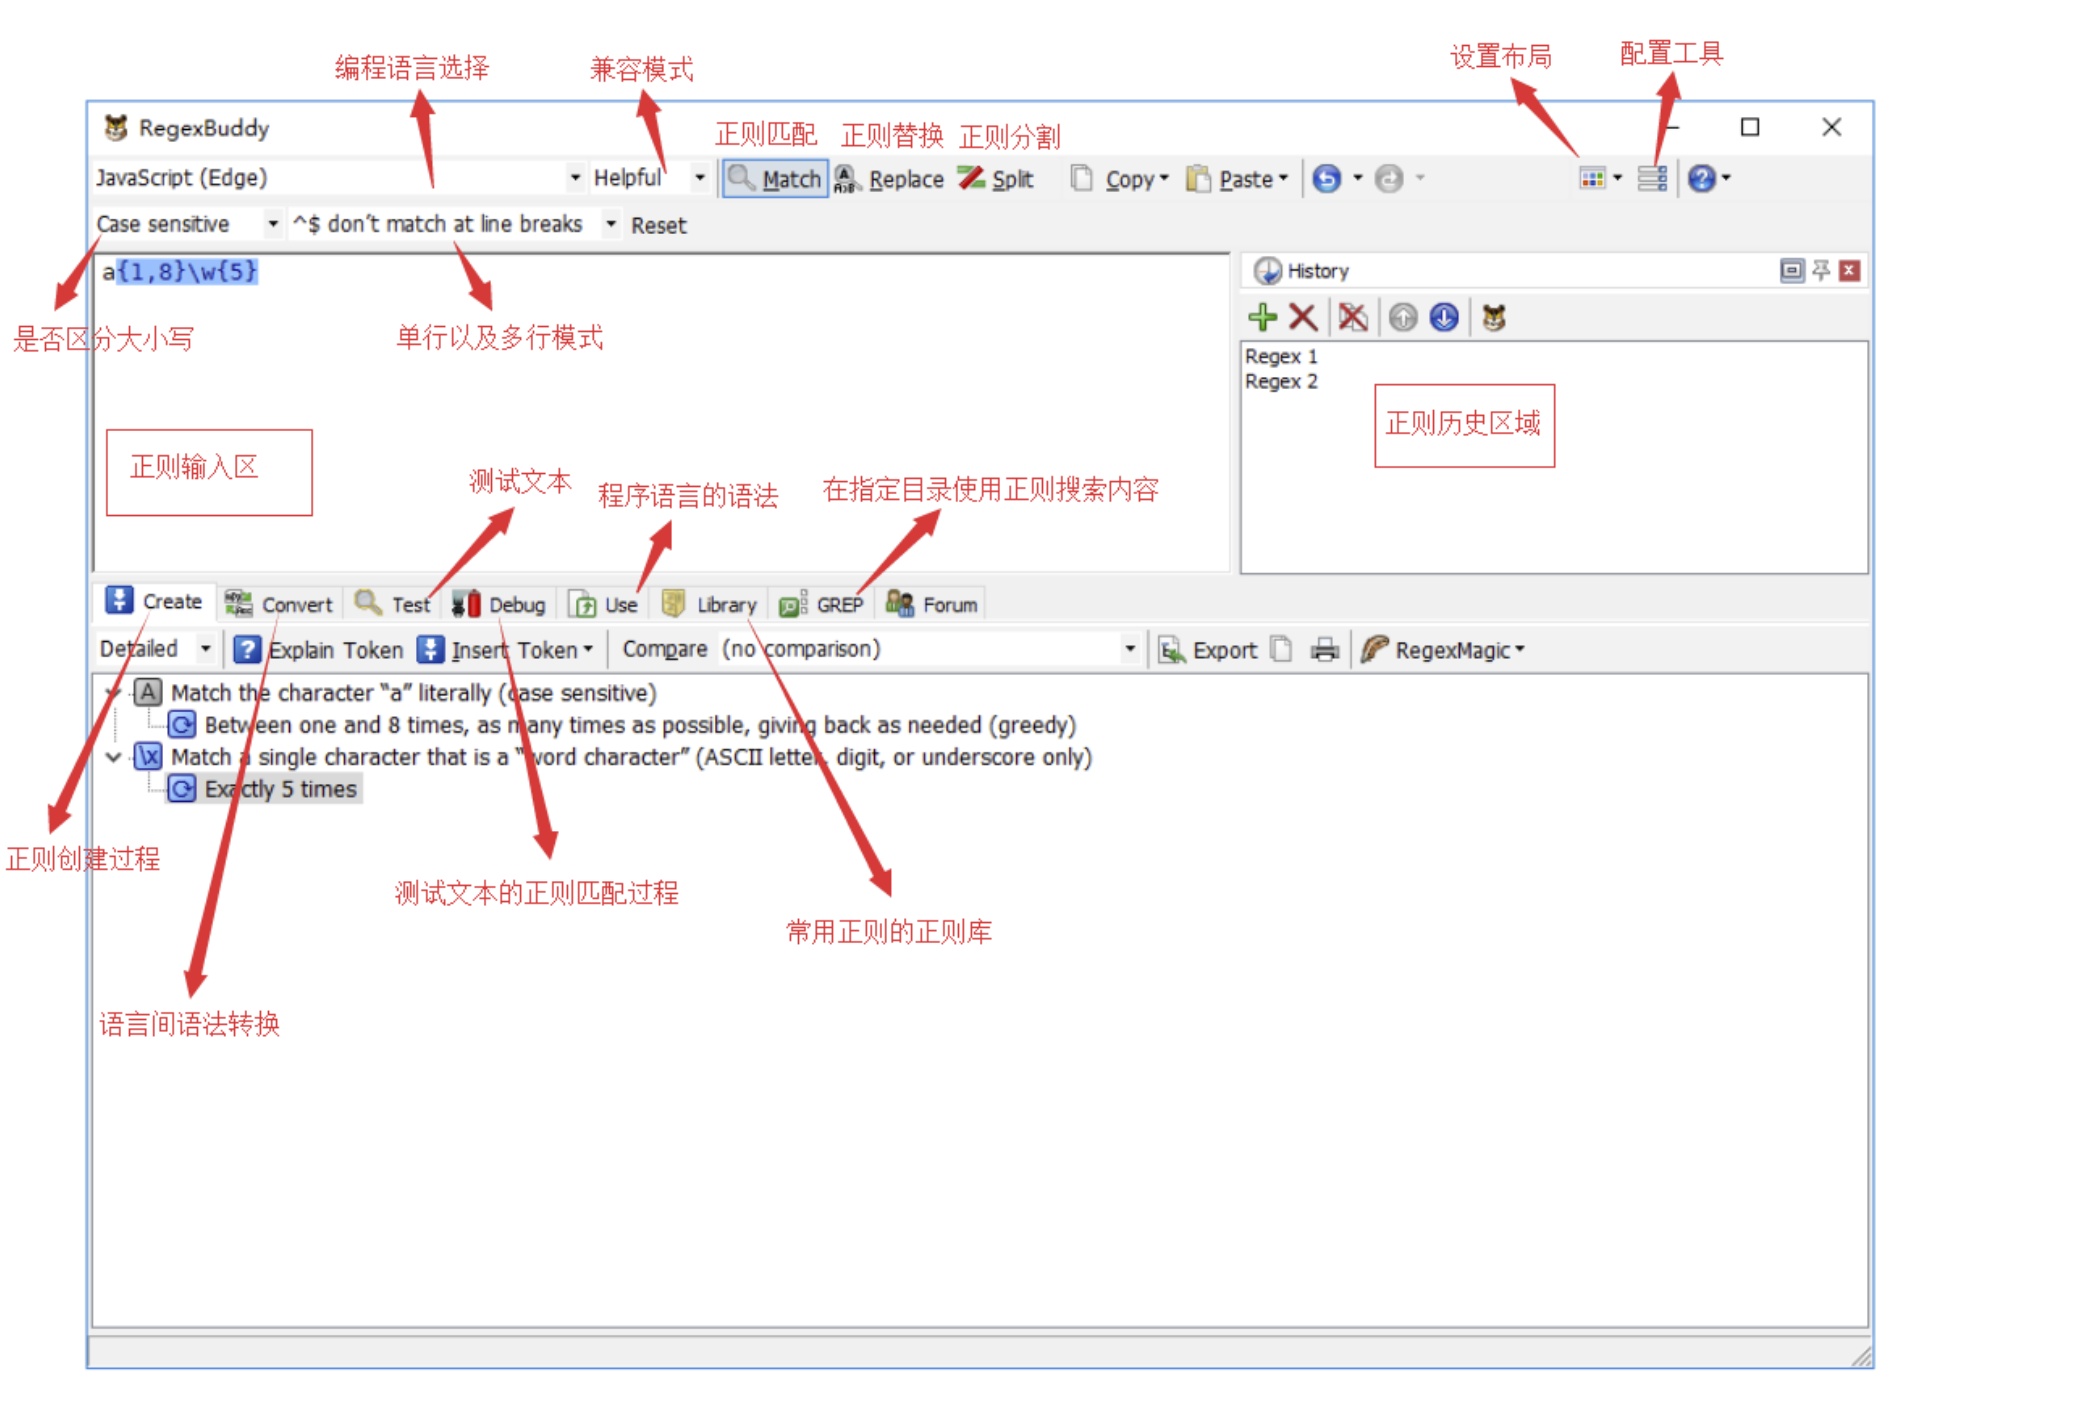 编程语言选择 兼容模式 设置布局 配置工具
RegexBuddy
正则匹配 正则替换 正则分割
JavaScript (Edge) Helpful Match Replace Split Copy Paste
Case sensitive ^$ don't match at line breaks Reset
a{1,8}\w{5}
History
是否区分大小写 单行以及多行模式
Regex 1
Regex 2
正则历史区域
正则输入区
测试文本 程序语言的语法 在指定目录使用正则搜索内容
Create Convert Test Debug Use Library GREP Forum
Detailed Explain Token Insert Token Compare (no comparison) Export RegexMagic
Match the character “a” literally (case sensitive)
Between one and 8 times, as many times as possible, giving back as needed (greedy)
Match a single character that is a “word character” (ASCII letter, digit, or underscore only)
Exactly 5 times
正则创建过程
测试文本的正则匹配过程
常用正则的正则库
语言间语法转换